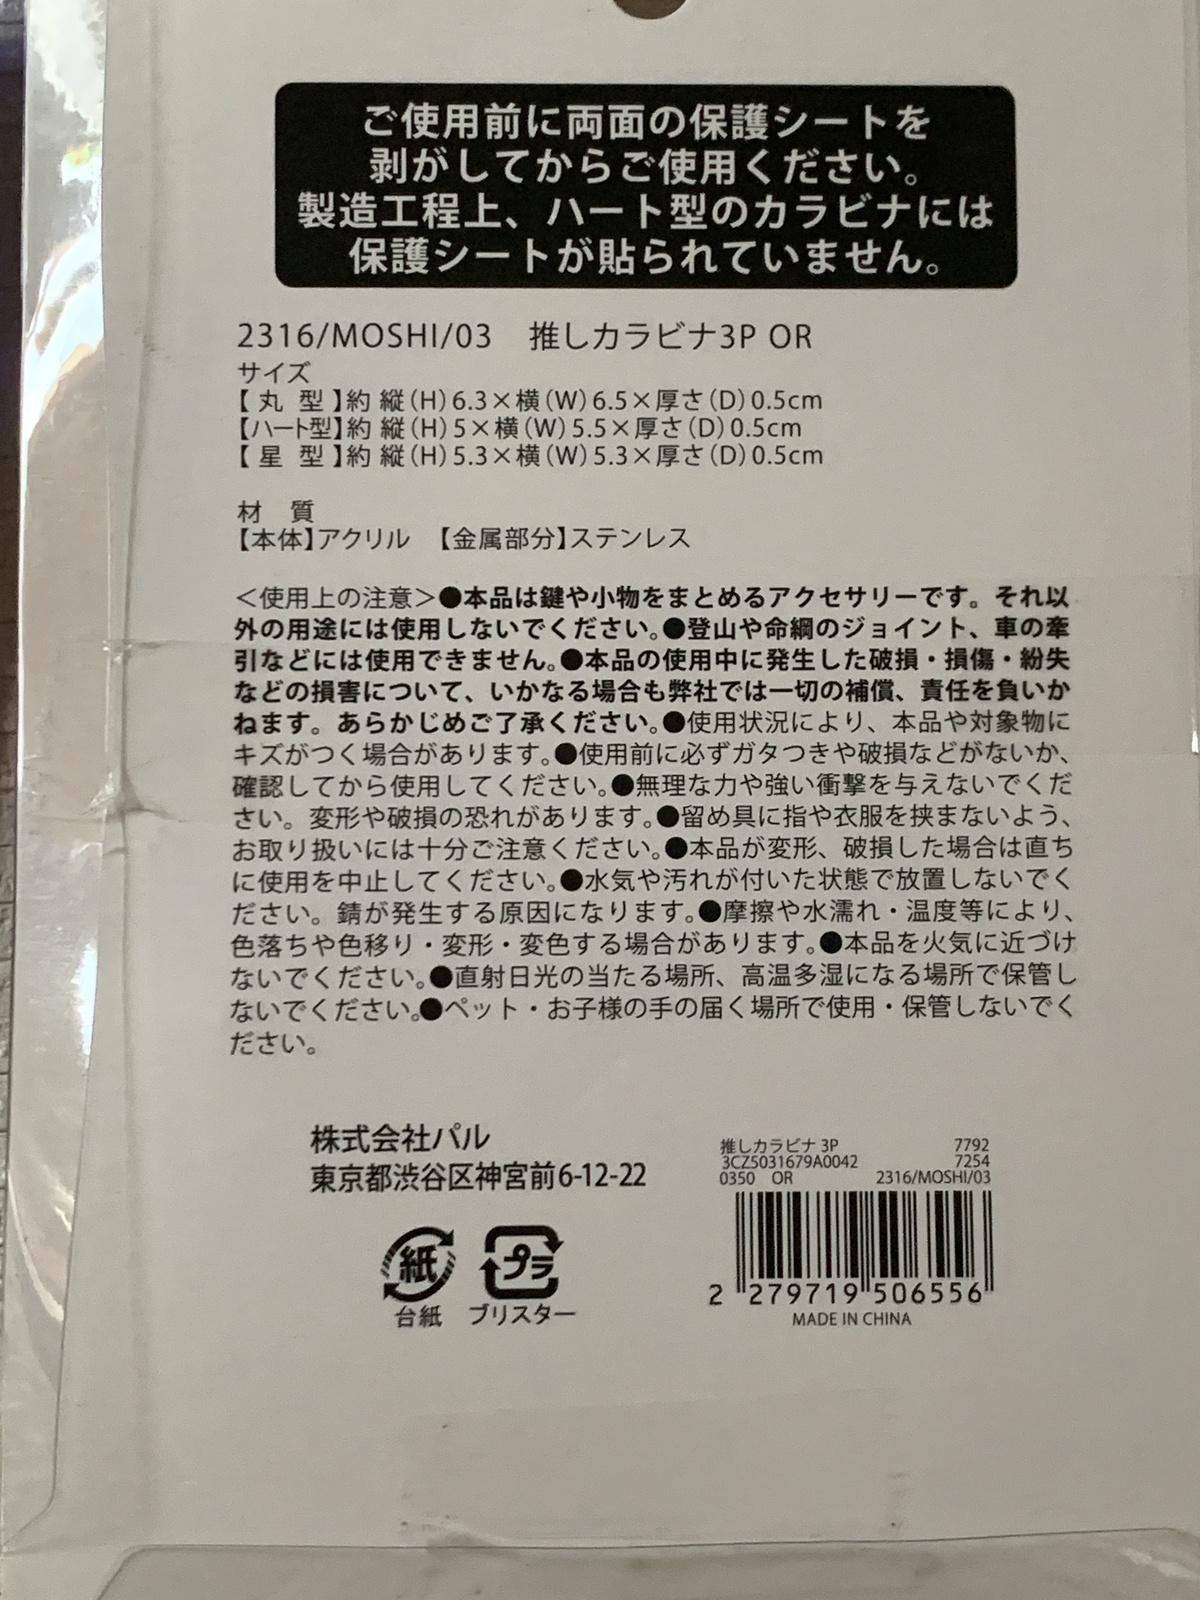 ご使用前に両面の保護シートを
剥がしてからご使用ください。
製造工程上、ハート型のカラビナには
保護シートが貼られていません。
2316/MOSHI/03　推しカラビナ3P OR
サイズ
【 丸 型 】約 縦(H)6.3×横(W)6.5×厚さ(D)0.5cm
【ハート型】約 縦(H)5×横(W)5.5×厚さ(D)0.5cm
【 星 型 】約 縦(H)5.3×横(W)5.3×厚さ(D)0.5cm
材　質
【本体】アクリル　【金属部分】ステンレス
＜使用上の注意＞●本品は鍵や小物をまとめるアクセサリーです。それ以
外の用途には使用しないでください。●登山や命綱のジョイント、車の牽
引などには使用できません。●本品の使用中に発生した破損・損傷・紛失
などの損害について、いかなる場合も弊社では一切の補償、責任を負いか
ねます。あらかじめご了承ください。●使用状況により、本品や対象物に
キズがつく場合があります。●使用前に必ずガタつきや破損などがないか、
確認してから使用してください。●無理な力や強い衝撃を与えないでくだ
さい。変形や破損の恐れがあります。●留め具に指や衣服を挟まないよう、
お取り扱いには十分ご注意ください。●本品が変形、破損した場合は直ち
に使用を中止してください。●水気や汚れが付いた状態で放置しないでく
ださい。錆が発生する原因になります。●摩擦や水濡れ・温度等により、
色落ちや色移り・変形・変色する場合があります。●本品を火気に近づけ
ないでください。●直射日光の当たる場所、高温多湿になる場所で保管し
ないでください。●ペット・お子様の手の届く場所で使用・保管しないでく
ださい。
株式会社パル
東京都渋谷区神宮前6-12-22
紙
台紙
プラ
ブリスター
推しカラビナ 3P 7792
3CZ5031679A0042 7254
0350 OR 2316/MOSHI/03
2 279719 506556
MADE IN CHINA